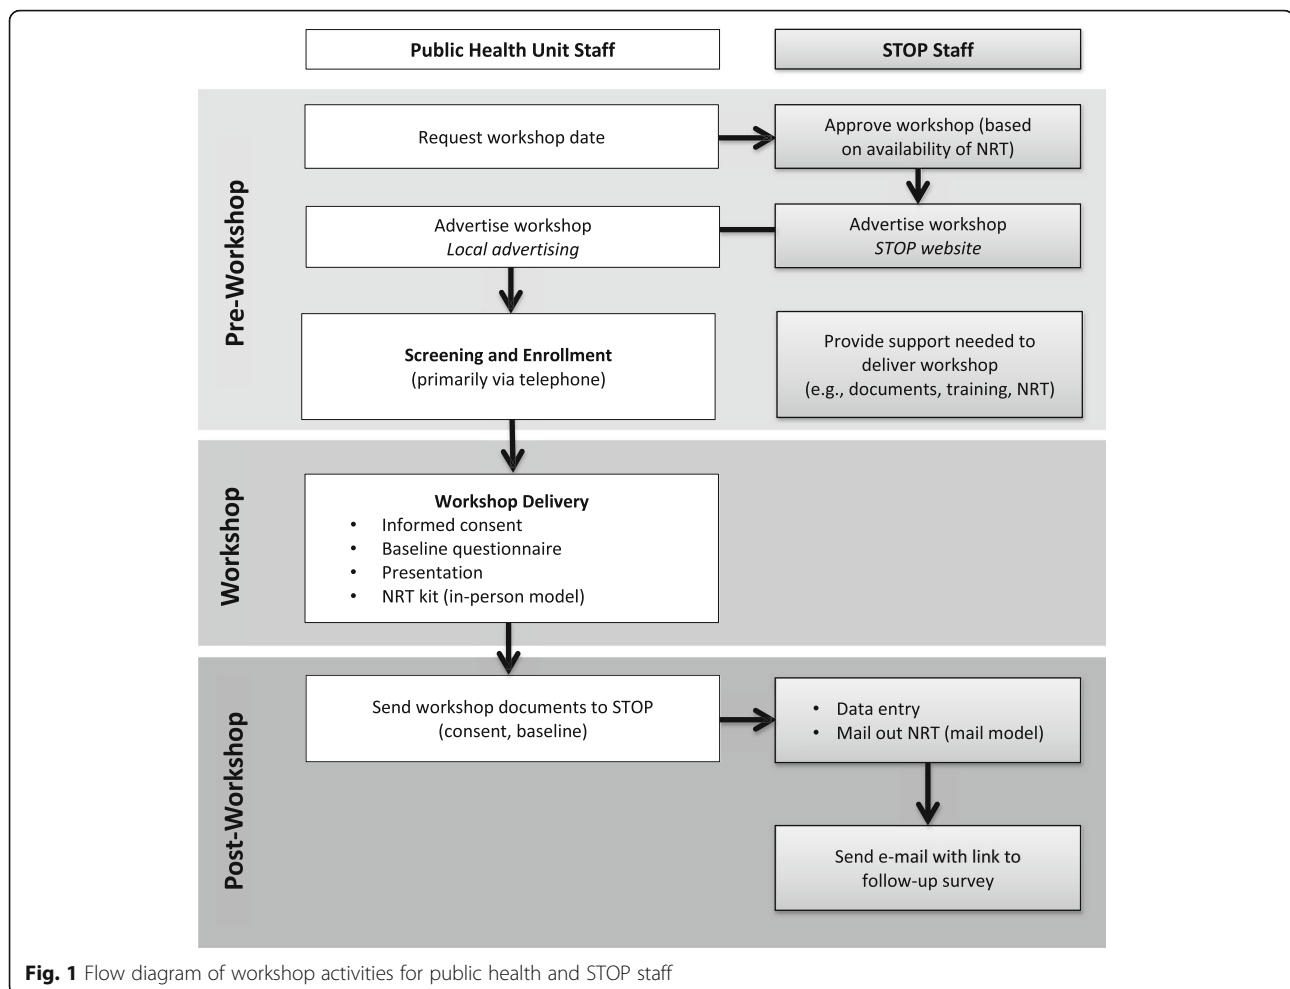 Public Health Unit Staff
STOP Staff
Pre-Workshop
Request workshop date
Approve workshop (based
on availability of NRT)
Advertise workshop
Local advertising
Advertise workshop
STOP website
Screening and Enrollment
(primarily via telephone)
Provide support needed to
deliver workshop
(e.g., documents, training, NRT)
Workshop
Workshop Delivery
• Informed consent
• Baseline questionnaire
• Presentation
• NRT kit (in-person model)
Post-Workshop
Send workshop documents to STOP
(consent, baseline)
• Data entry
• Mail out NRT (mail model)
Send e-mail with link to
follow-up survey
Fig. 1 Flow diagram of workshop activities for public health and STOP staff